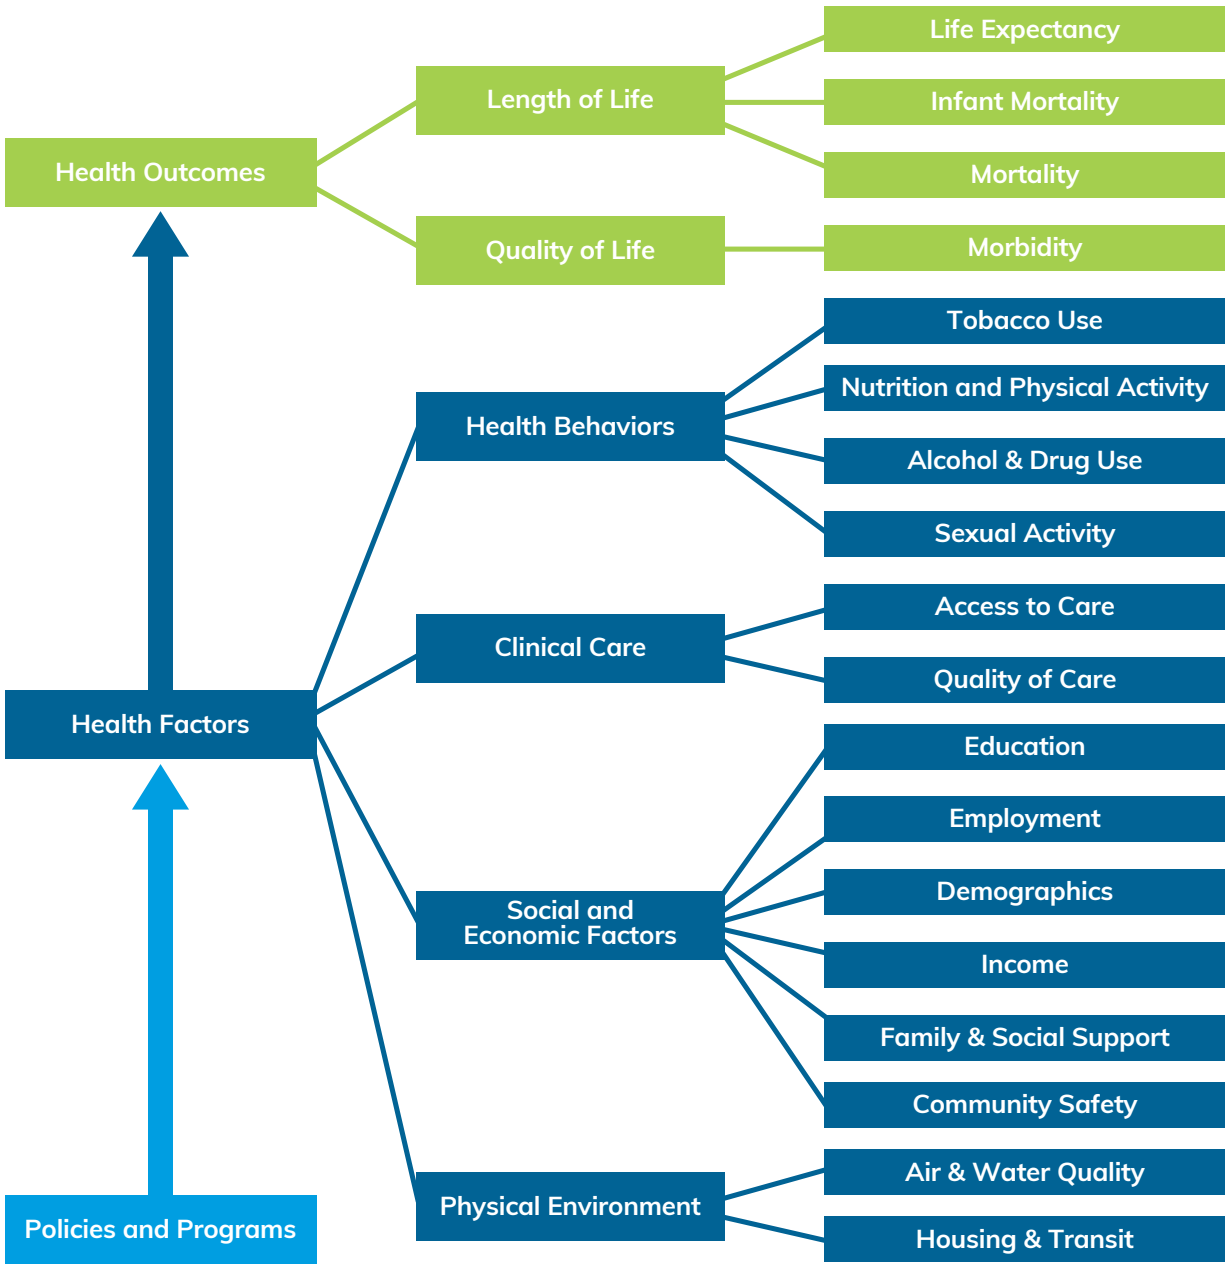 Life Expectancy
Length of Life
Infant Mortality
Health Outcomes
Mortality
Quality of Life
Morbidity
Tobacco Use
Nutrition and Physical Activity
Health Behaviors
Alcohol & Drug Use
Sexual Activity
Access to Care
Clinical Care
Quality of Care
Health Factors
Education
Employment
Demographics
Social and
Economic Factors
Income
Family & Social Support
Community Safety
Air & Water Quality
Physical Environment
Policies and Programs
Housing & Transit